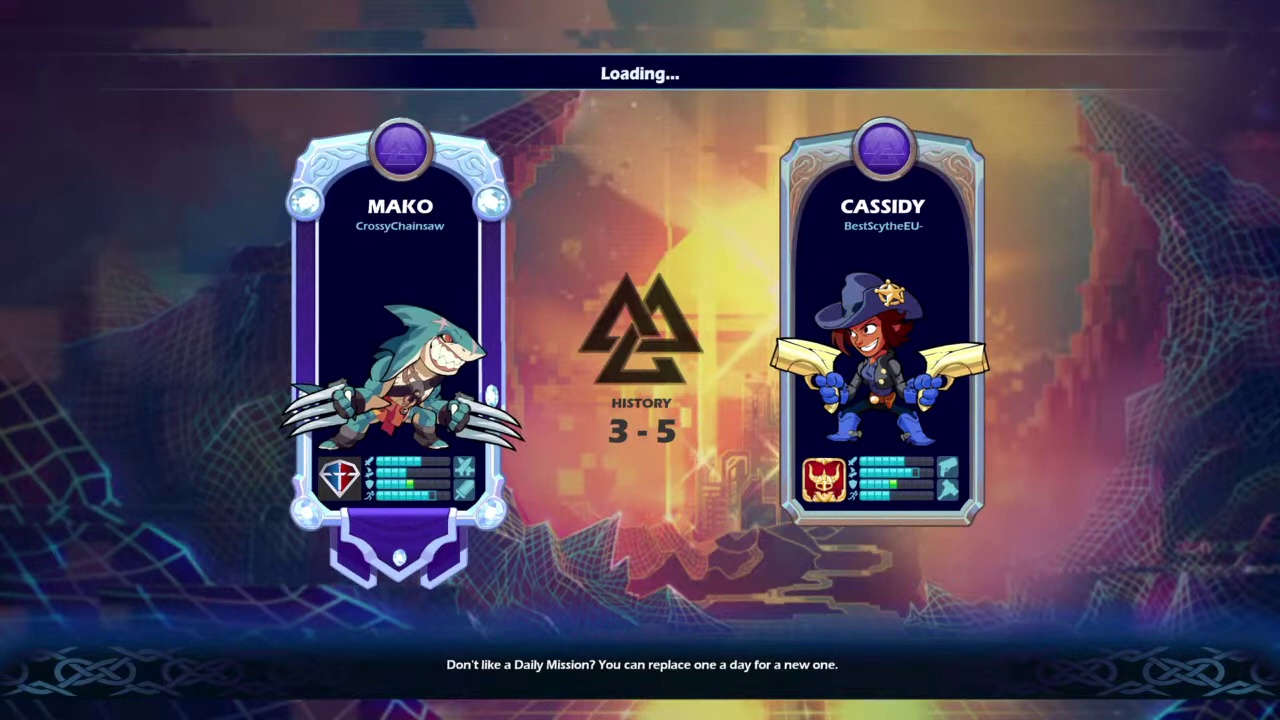 Loading...
MAKO
CrossyChainsaw
CASSIDY
BestScytheEU-
HISTORY
3 - 5
Don't like a Daily Mission? You can replace one a day for a new one.